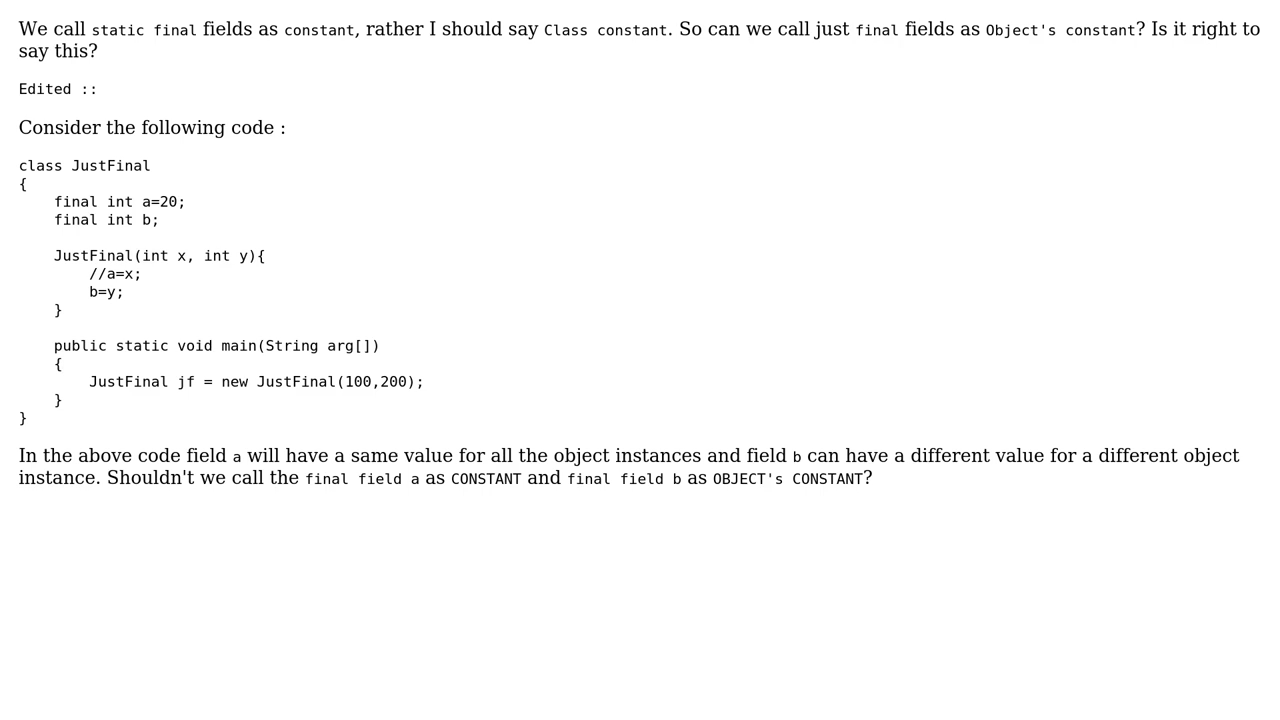 We call static final fields as constant, rather I should say Class constant. So can we call just final fields as Object's constant? Is it right to
say this?
Edited ::
Consider the following code :
class JustFinal
{
    final int a=20;
    final int b;
    JustFinal(int x, int y){
        //a=x;
        b=y;
    }
    public static void main(String arg[])
    {
        JustFinal jf = new JustFinal(100,200);
    }
}
In the above code field a will have a same value for all the object instances and field b can have a different value for a different object
instance. Shouldn't we call the final field a as CONSTANT and final field b as OBJECT's CONSTANT?